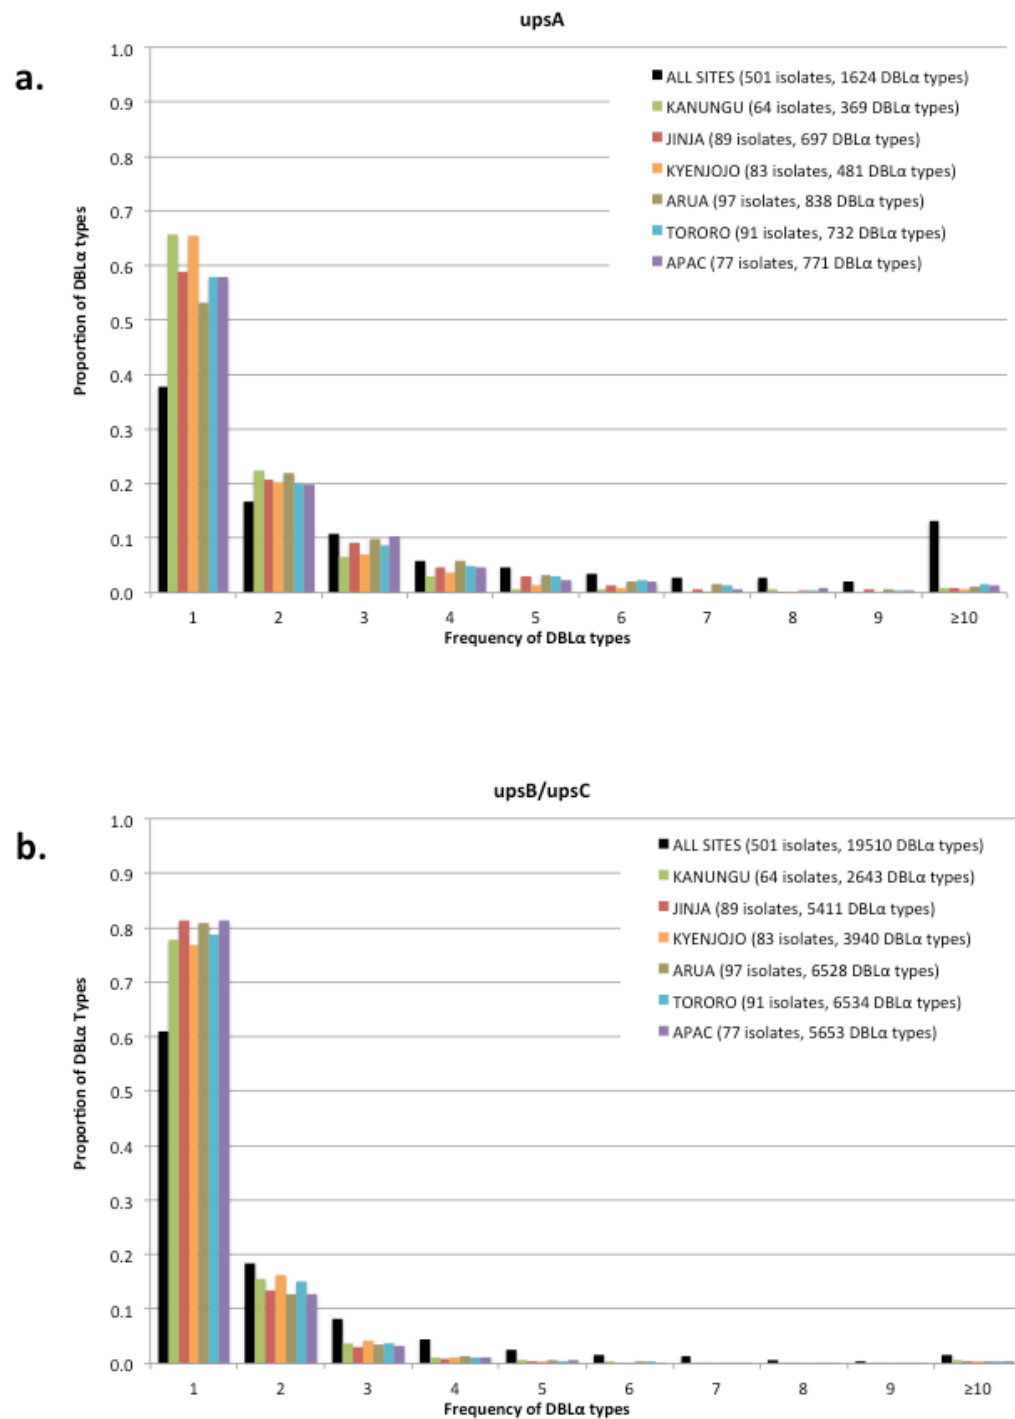 upsA
a.
1.0
0.9
0.8
0.7
0.6
0.5
0.4
0.3
0.2
0.1
0.0
Proportion of DBLα types
ALL SITES (501 isolates, 1624 DBLα types)
KANUNGU (64 isolates, 369 DBLα types)
JINJA (89 isolates, 697 DBLα types)
KYENJOJO (83 isolates, 481 DBLα types)
ARUA (97 isolates, 838 DBLα types)
TORORO (91 isolates, 732 DBLα types)
APAC (77 isolates, 771 DBLα types)
1 2 3 4 5 6 7 8 9 ≥10
Frequency of DBLα types
upsB/upsC
b.
1.0
0.9
0.8
0.7
0.6
0.5
0.4
0.3
0.2
0.1
0.0
Proportion of DBLα Types
ALL SITES (501 isolates, 19510 DBLα types)
KANUNGU (64 isolates, 2643 DBLα types)
JINJA (89 isolates, 5411 DBLα types)
KYENJOJO (83 isolates, 3940 DBLα types)
ARUA (97 isolates, 6528 DBLα types)
TORORO (91 isolates, 6534 DBLα types)
APAC (77 isolates, 5653 DBLα types)
1 2 3 4 5 6 7 8 9 ≥10
Frequency of DBLα types